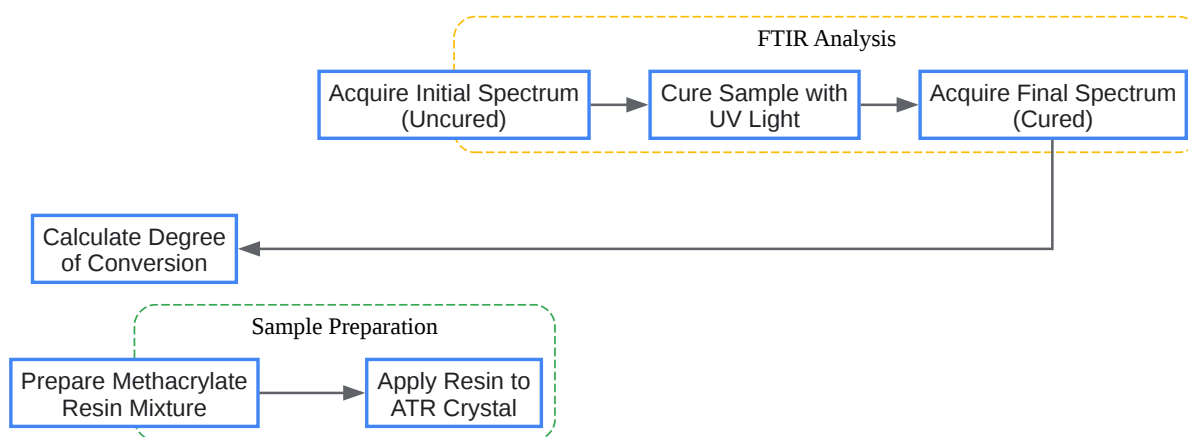 FTIR Analysis
Acquire Initial Spectrum
(Uncured)
Cure Sample with
UV Light
Acquire Final Spectrum
(Cured)
Calculate Degree
of Conversion
Sample Preparation
Prepare Methacrylate
Resin Mixture
Apply Resin to
ATR Crystal